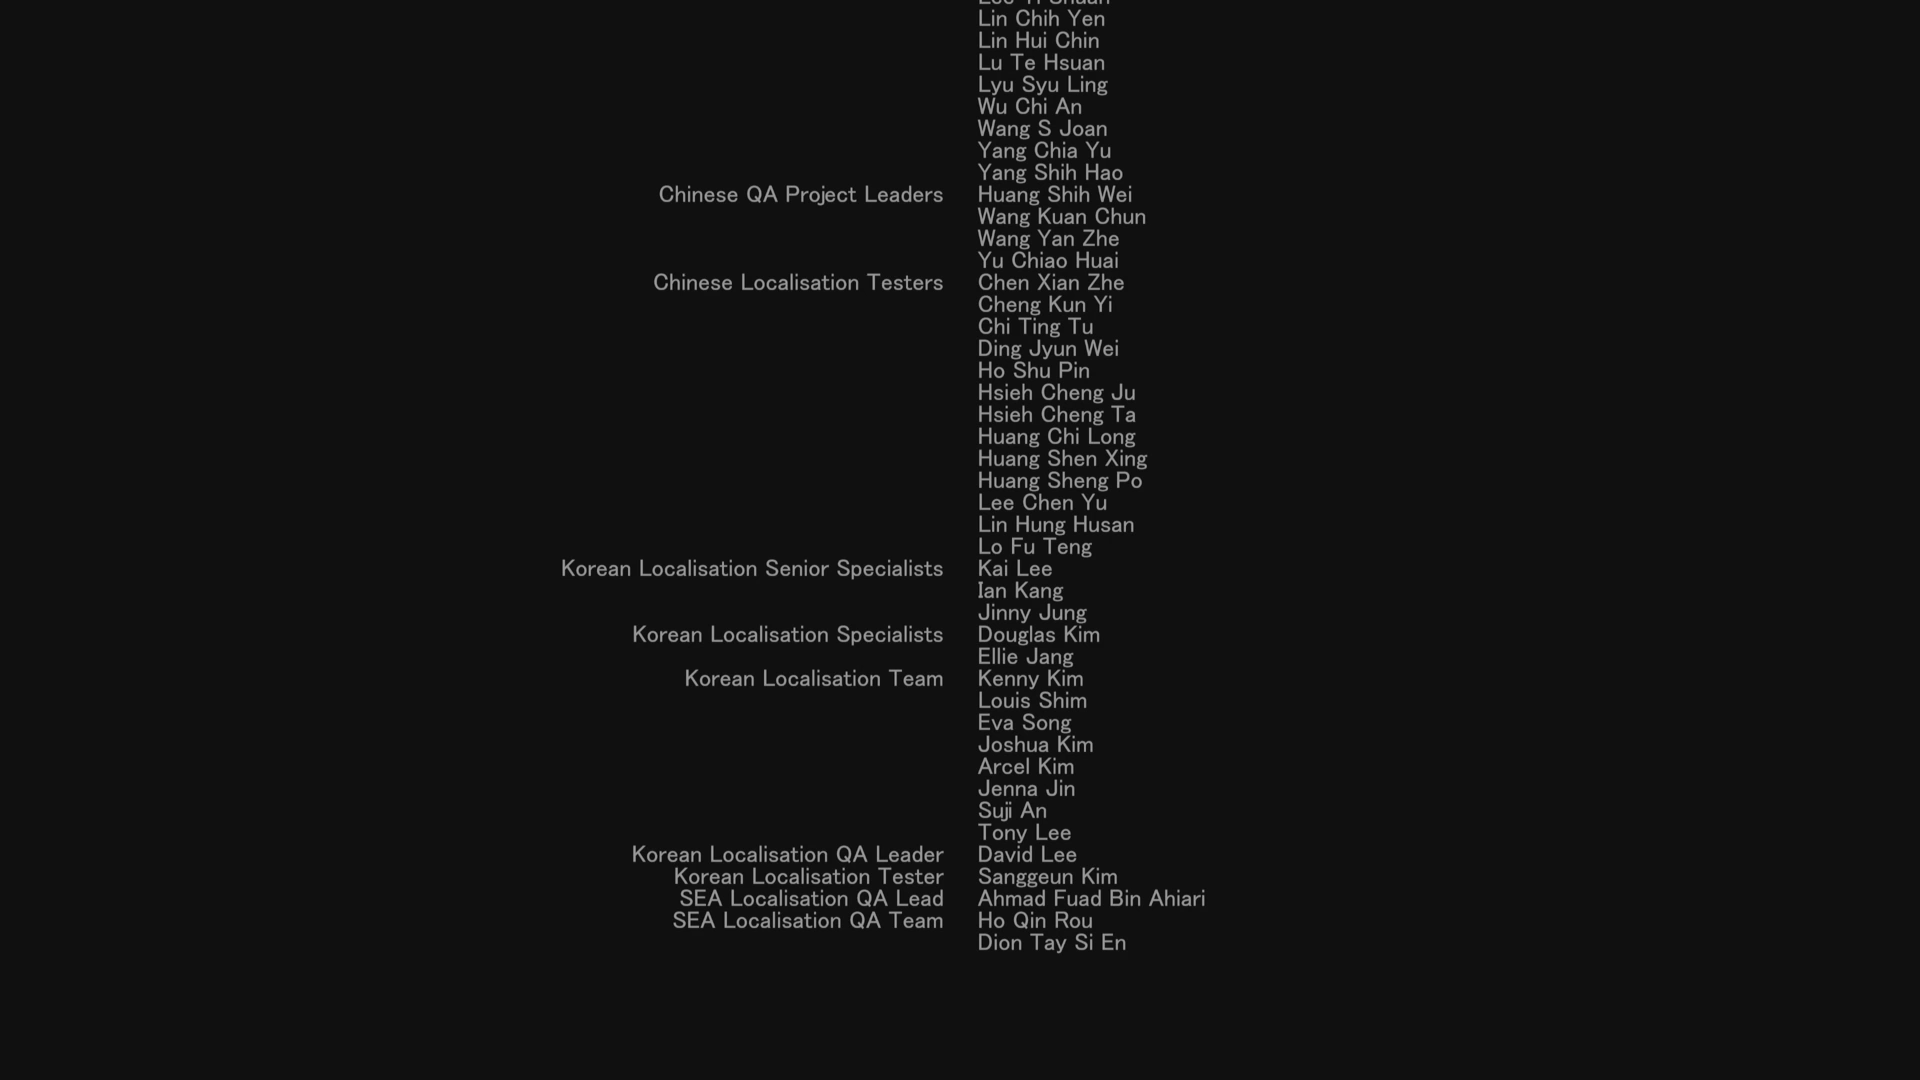 Lin Chih Yen
Lin Hui Chin
Lu Te Hsuan
Lyu Syu Ling
Wu Chi An
Wang S Joan
Yang Chia Yu
Yang Shih Hao
Chinese QA Project Leaders Huang Shih Wei
Wang Kuan Chun
Wang Yan Zhe
Yu Chiao Huai
Chinese Localisation Testers Chen Xian Zhe
Cheng Kun Yi
Chi Ting Tu
Ding Jyun Wei
Ho Shu Pin
Hsieh Cheng Ju
Hsieh Cheng Ta
Huang Chi Long
Huang Shen Xing
Huang Sheng Po
Lee Chen Yu
Lin Hung Husan
Lo Fu Teng
Korean Localisation Senior Specialists Kai Lee
Ian Kang
Jinny Jung
Korean Localisation Specialists Douglas Kim
Ellie Jang
Korean Localisation Team Kenny Kim
Louis Shim
Eva Song
Joshua Kim
Arcel Kim
Jenna Jin
Suji An
Tony Lee
Korean Localisation QA Leader David Lee
Korean Localisation Tester Sanggeun Kim
SEA Localisation QA Lead Ahmad Fuad Bin Ahiari
SEA Localisation QA Team Ho Qin Rou
Dion Tay Si En